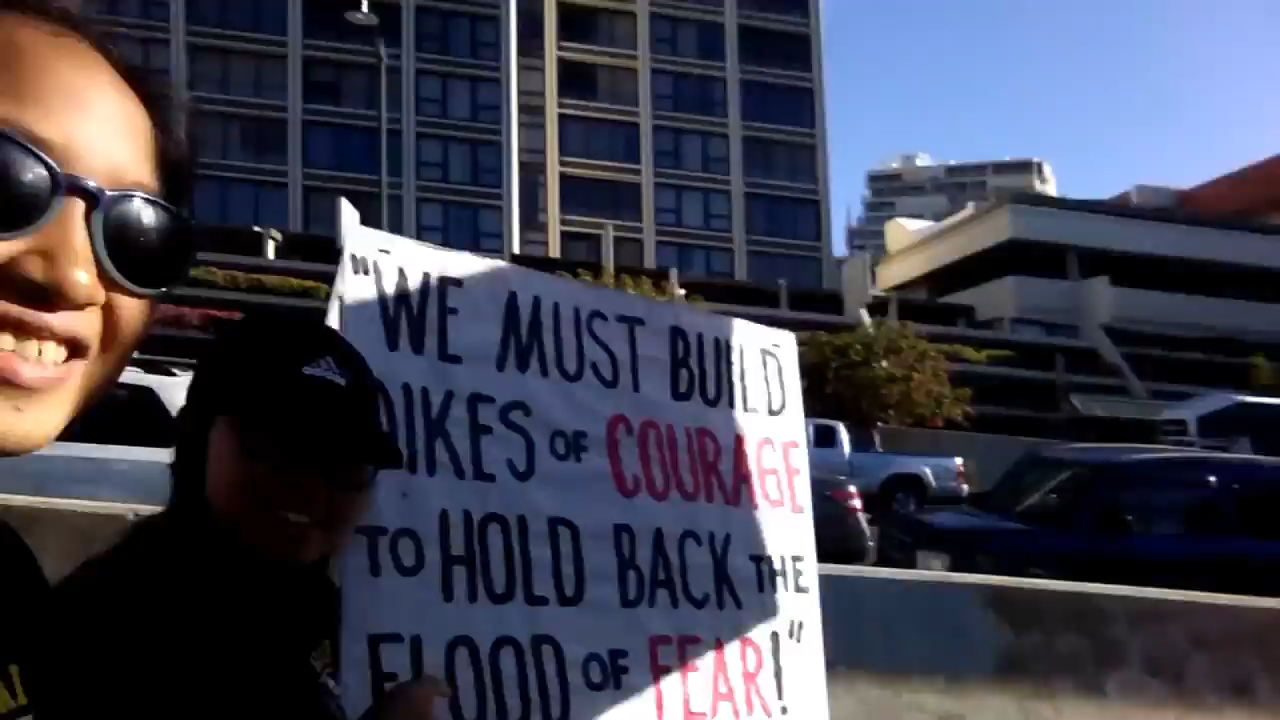 "WE MUST BUILD
DIKES OF COURAGE
TO HOLD BACK THE
FLOOD OF FEAR!"